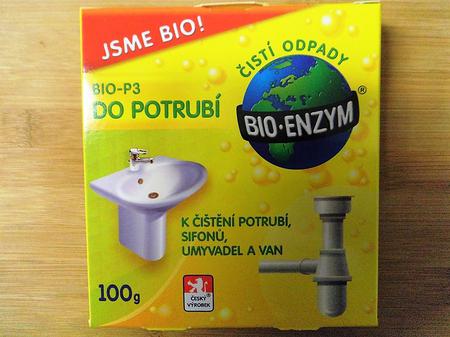 JSME BIO!
ČISTÍ ODPADY
BIO-P3
DO POTRUBÍ
BIO·ENZYM®
K ČIŠTĚNÍ POTRUBÍ,
SIFONŮ,
UMYVADEL A VAN
100g
ČESKÝ
VÝROBEK